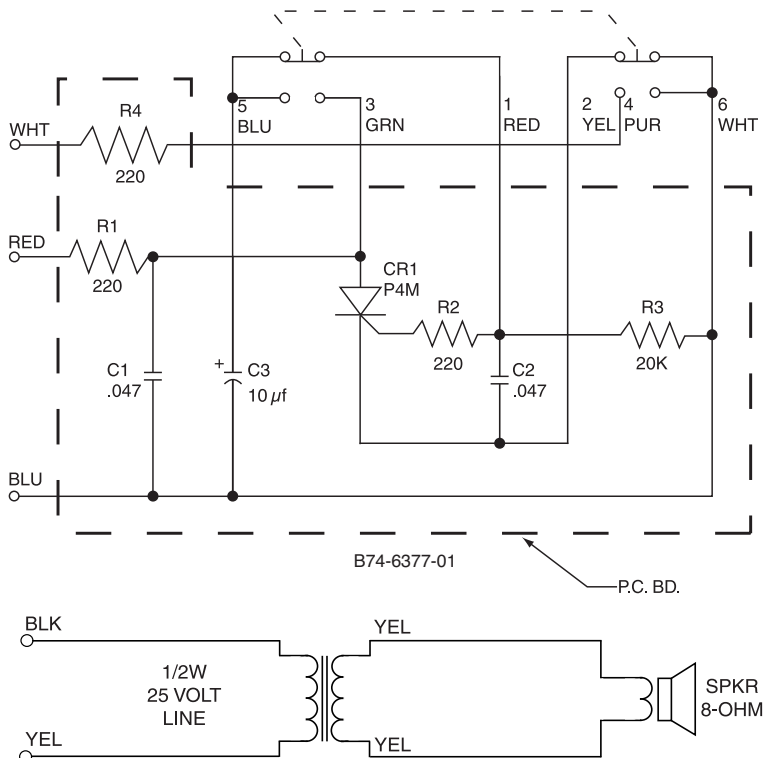 R4
WHT
220
5
BLU
3
GRN
1
RED
2
YEL
4
PUR
6
WHT
RED
R1
220
CR1
P4M
R2
220
R3
20K
C1
.047
+
C3
10 µf
C2
.047
BLU
B74-6377-01
P.C. BD.
BLK
YEL
1/2W
25 VOLT
LINE
SPKR
8-OHM
YEL
YEL